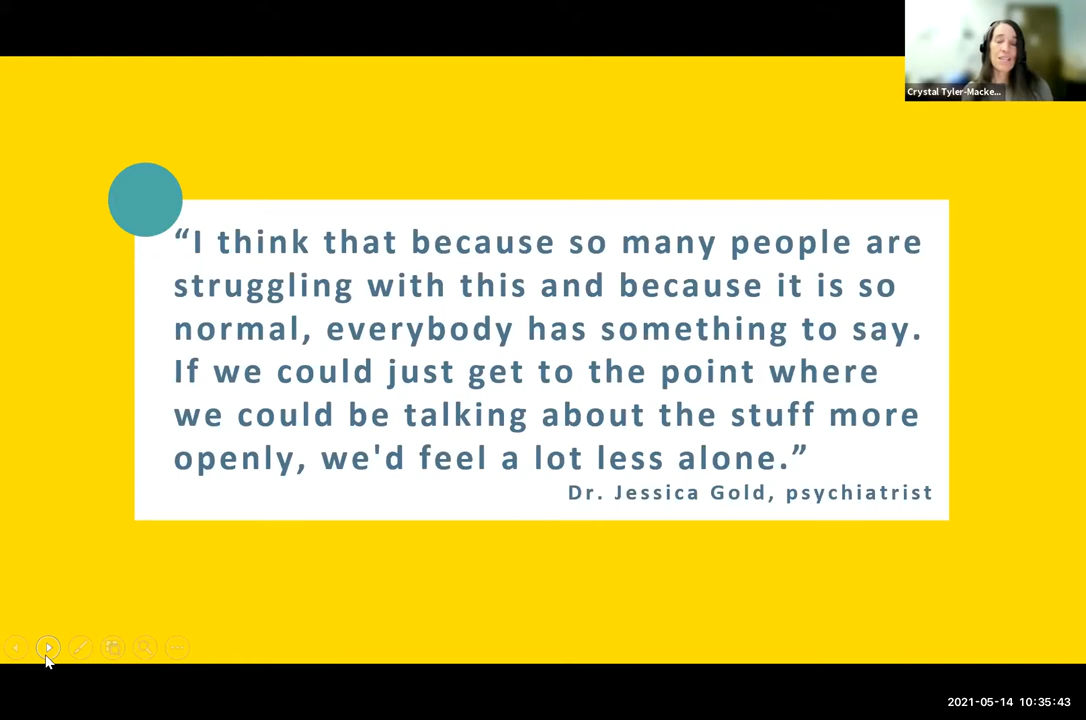 Crystal Tyler-Macke...
“I think that because so many people are
struggling with this and because it is so
normal, everybody has something to say.
If we could just get to the point where
we could be talking about the stuff more
openly, we'd feel a lot less alone.”
Dr. Jessica Gold, psychiatrist
2021-05-14 10:35:43